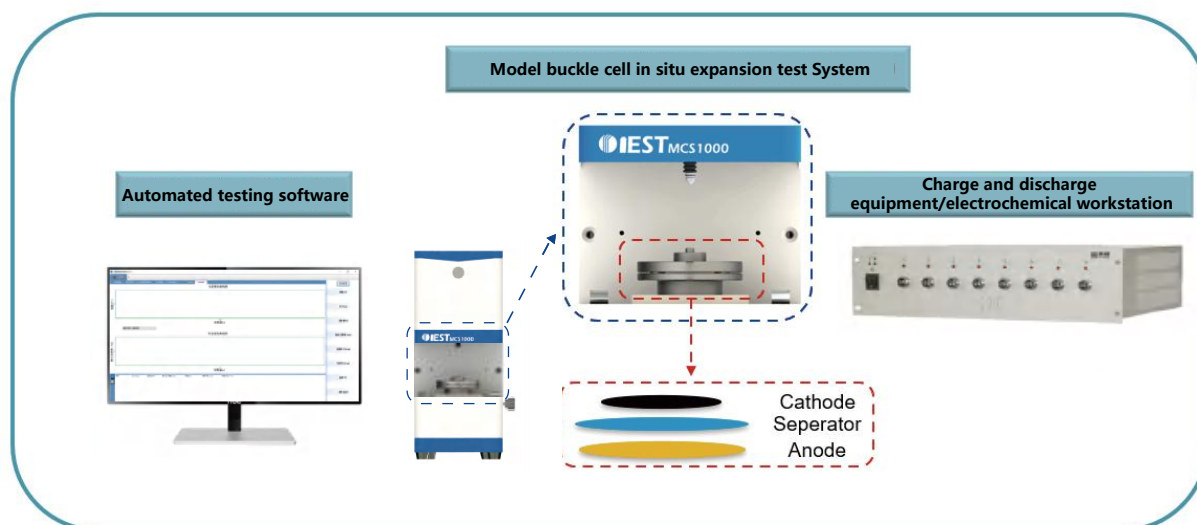 Model buckle cell in situ expansion test System
IEST MCS1000
Automated testing software
Charge and discharge
equipment/electrochemical workstation
IEST MCS1000
Cathode
Seperator
Anode